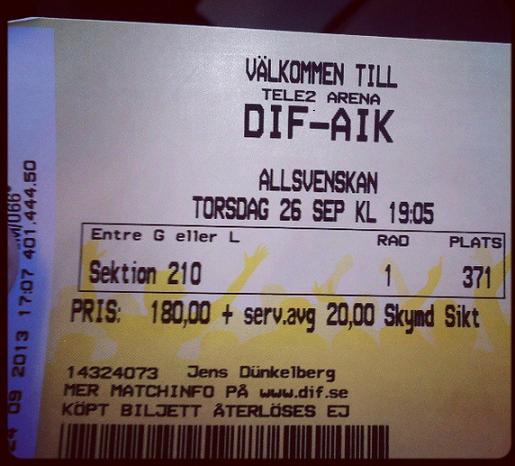 VÄLKOMMEN TILL
TELE2 ARENA
DIF-AIK
ALLSVENSKAN
TORSDAG 26 SEP KL 19:05
Entre G eller L RAD PLATS
Sektion 210 1 371
PRIS: 180,00 + serv.avg 20,00 Skymd Sikt
14324073 Jens Dünkelberg
MER MATCHINFO PÅ www.dif.se
KÖPT BILJETT ÅTERLÖSES EJ
09 2013 17:07 401.444.50